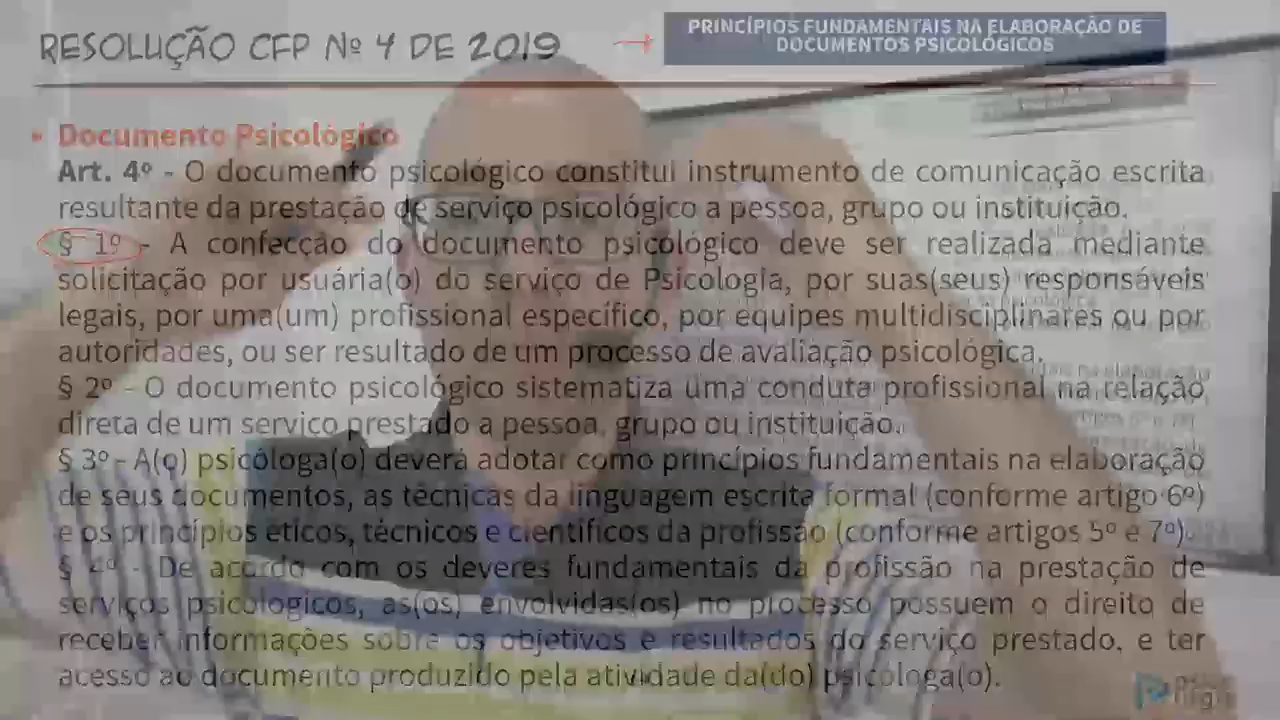 RESOLUÇÃO CFP Nº 4 DE 2019
PRINCÍPIOS FUNDAMENTAIS NA ELABORAÇÃO DE
DOCUMENTOS PSICOLÓGICOS
• Documento Psicológico
Art. 4º - O documento psicológico constitui instrumento de comunicação escrita
resultante da prestação de serviço psicológico a pessoa, grupo ou instituição.
§ 1º - A confecção do documento psicológico deve ser realizada mediante
solicitação por usuária(o) do serviço de Psicologia, por suas(seus) responsáveis
legais, por uma(um) profissional específico, por equipes multidisciplinares ou por
autoridades, ou ser resultado de um processo de avaliação psicológica.
§ 2º - O documento psicológico sistematiza uma conduta profissional na relação
direta de um serviço prestado a pessoa, grupo ou instituição.
§ 3º - A(o) psicóloga(o) deverá adotar como princípios fundamentais na elaboração
de seus documentos, as técnicas da linguagem escrita formal (conforme artigo 6º)
e os princípios éticos, técnicos e científicos da profissão (conforme artigos 5º e 7º).
§ 4º - De acordo com os deveres fundamentais da profissão na prestação de
serviços psicológicos, as(os) envolvidas(os) no processo possuem o direito de
receber informações sobre os objetivos e resultados do serviço prestado, e ter
acesso ao documento produzido pela atividade da(do) psicóloga(o).